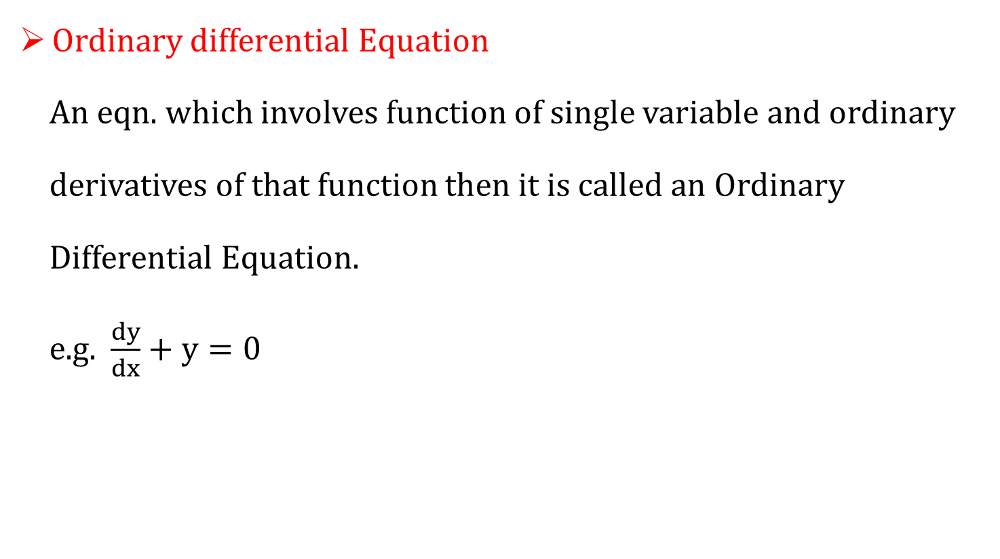 ➢ Ordinary differential Equation
An eqn. which involves function of single variable and ordinary
derivatives of that function then it is called an Ordinary
Differential Equation.
e.g. dy/dx + y = 0